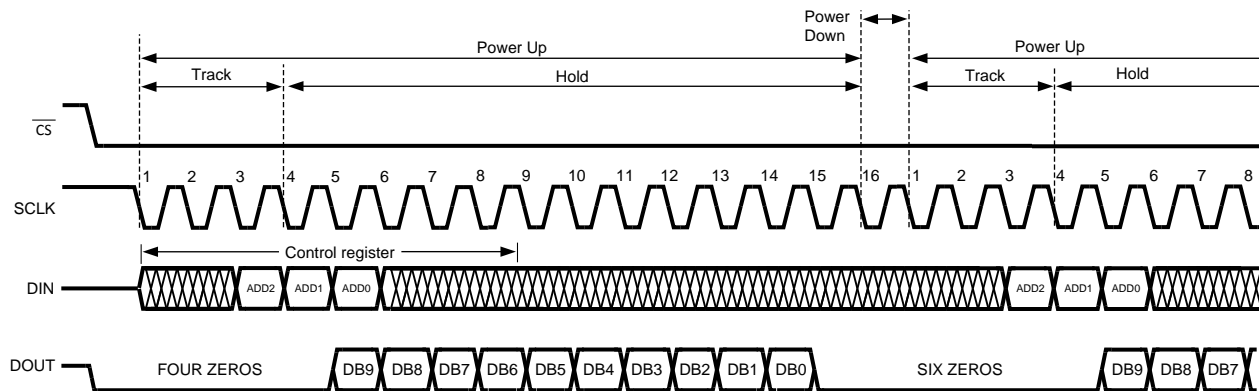 Power Down
Power Up
Power Up
Track
Hold
Track
Hold
CS
1 2 3 4 5 6 7 8 9 10 11 12 13 14 15 16 1 2 3 4 5 6 7 8
SCLK
Control register
DIN ADD2 ADD1 ADD0 ADD2 ADD1 ADD0
DOUT FOUR ZEROS DB9 DB8 DB7 DB6 DB5 DB4 DB3 DB2 DB1 DB0 SIX ZEROS DB9 DB8 DB7